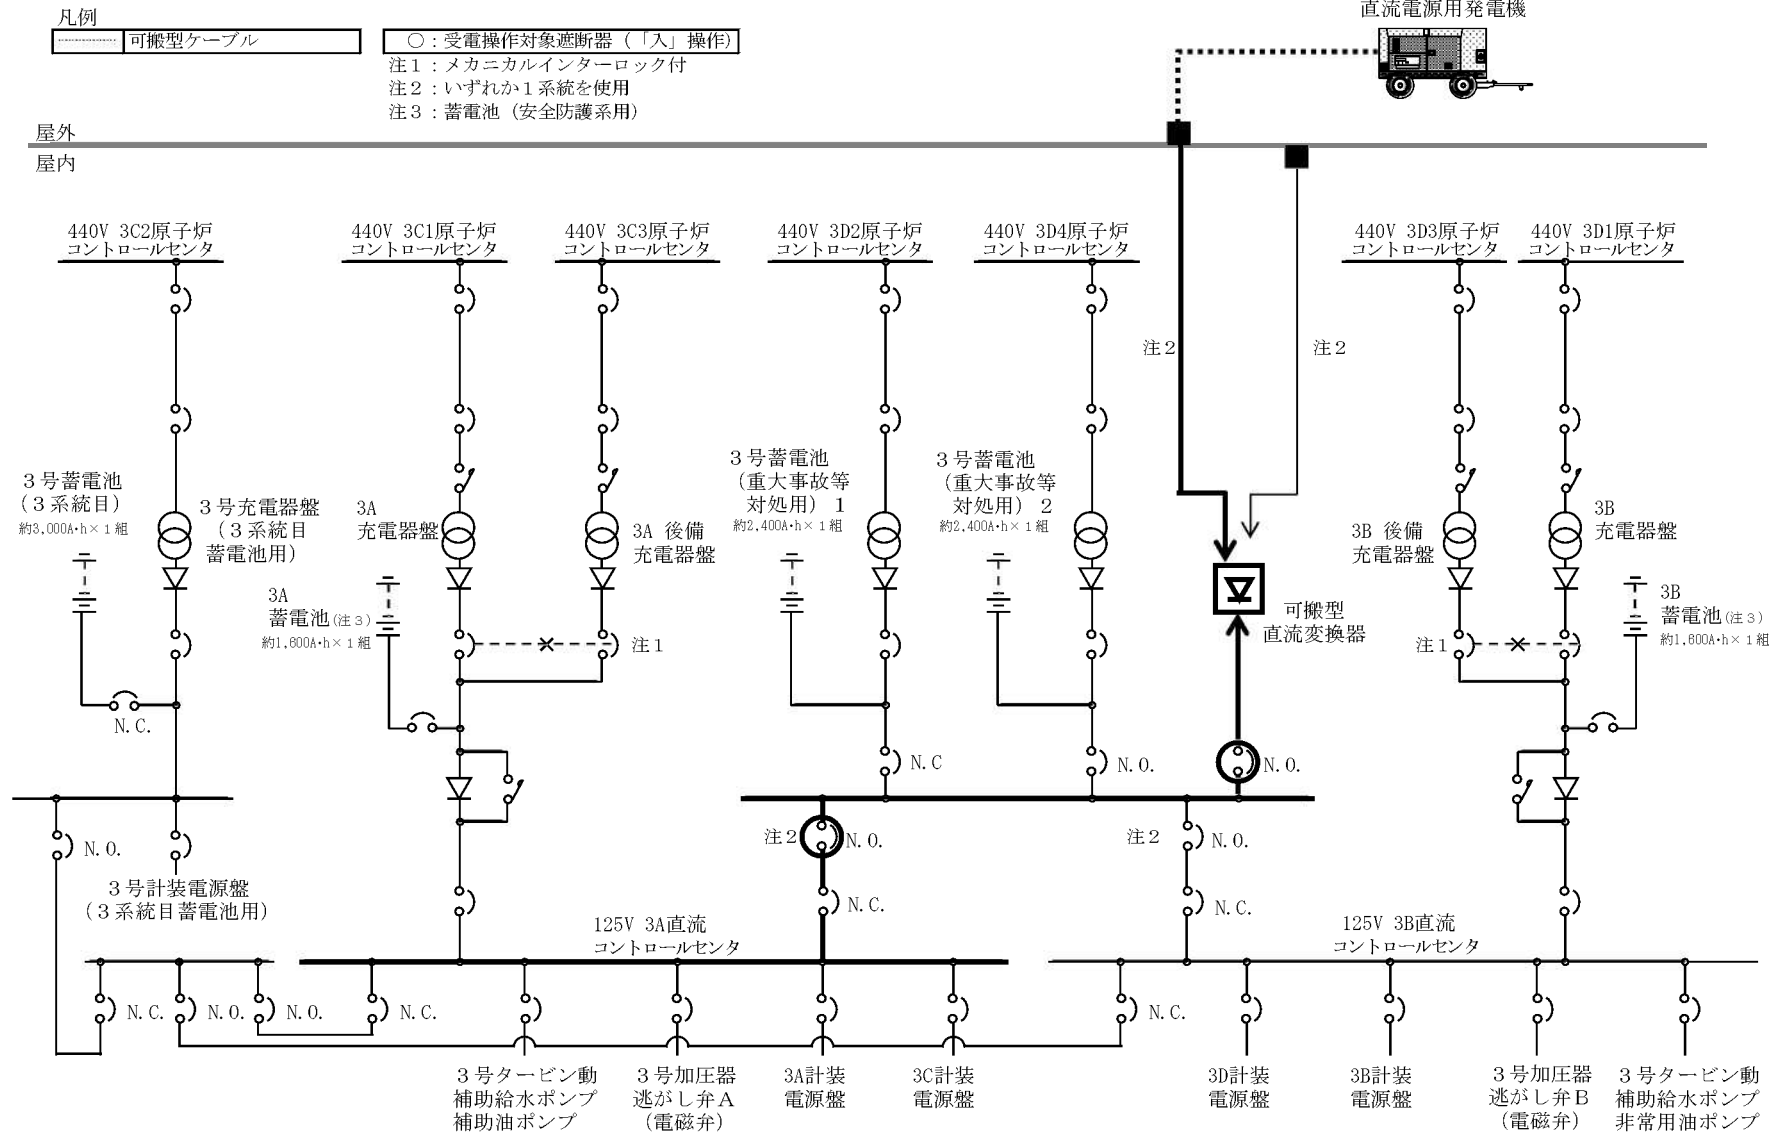 凡例
可搬型ケーブル
○：受電操作対象遮断器（「入」操作）
注１：メカニカルインターロック付
注２：いずれか１系統を使用
注３：蓄電池（安全防護系用）
直流電源用発電機
屋外
屋内
440V 3C2原子炉
コントロールセンタ
440V 3C1原子炉
コントロールセンタ
440V 3C3原子炉
コントロールセンタ
440V 3D2原子炉
コントロールセンタ
440V 3D4原子炉
コントロールセンタ
440V 3D3原子炉
コントロールセンタ
440V 3D1原子炉
コントロールセンタ
注２
注２
３号蓄電池
（３系統目）
約3,000A・h×１組
３号充電器盤
（３系統目
蓄電池用）
3A
充電器盤
3A 後備
充電器盤
３号蓄電池
（重大事故等
対処用）１
約2,400A・h×１組
３号蓄電池
（重大事故等
対処用）２
約2,400A・h×１組
3B 後備
充電器盤
3B
充電器盤
3A
蓄電池(注３)
約1,600A・h×１組
注１
可搬型
直流変換器
注１
3B
蓄電池(注３)
約1,600A・h×１組
N.C.
N.C
N.O.
N.O.
N.O.
注２
N.O.
注２
N.O.
３号計装電源盤
（３系統目蓄電池用）
N.C.
N.C.
125V 3A直流
コントロールセンタ
125V 3B直流
コントロールセンタ
N.C.
N.O.
N.O.
N.C.
N.C.
３号タービン動
補助給水ポンプ
補助油ポンプ
３号加圧器
逃がし弁Ａ
（電磁弁）
3A計装
電源盤
3C計装
電源盤
3D計装
電源盤
3B計装
電源盤
３号加圧器
逃がし弁Ｂ
（電磁弁）
３号タービン動
補助給水ポンプ
非常用油ポンプ